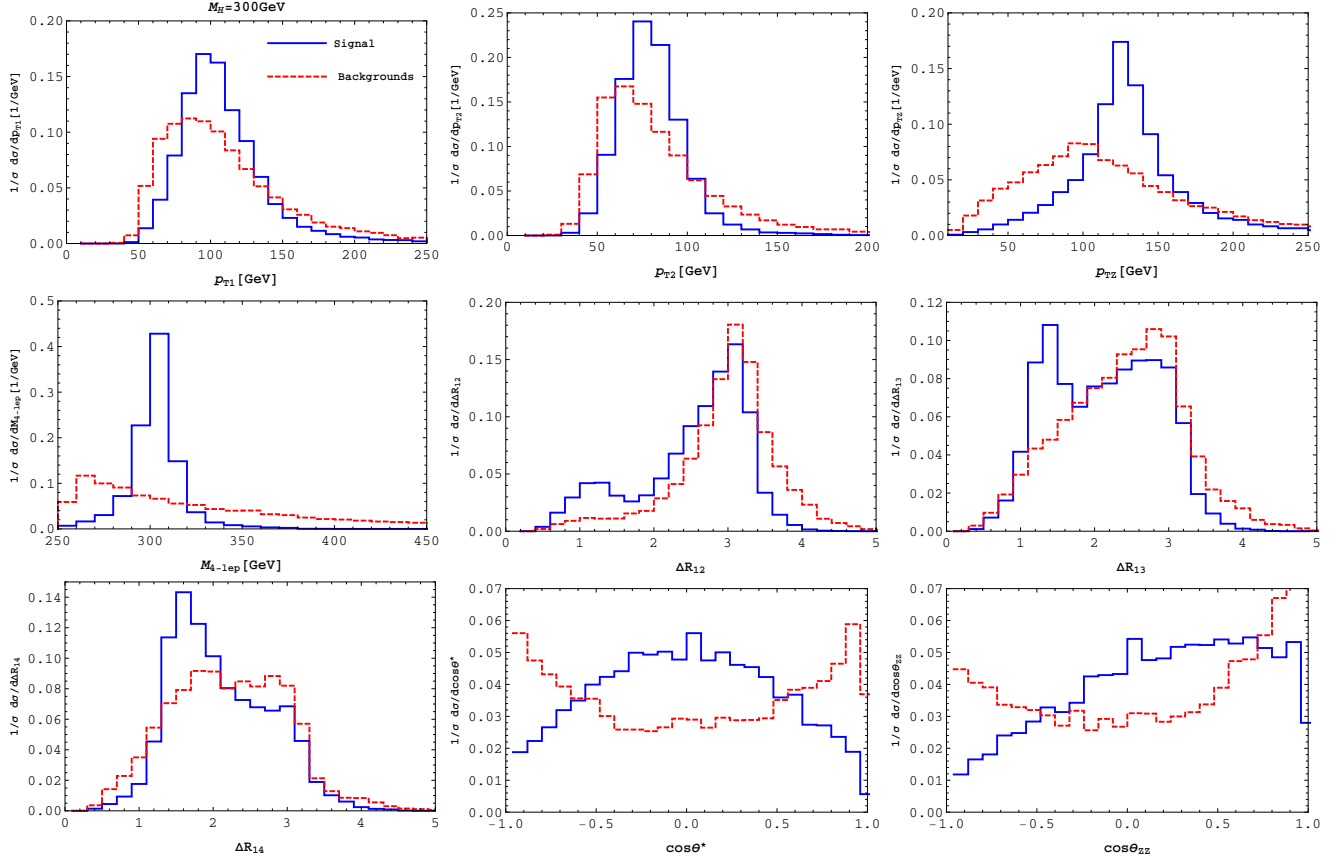 M_H=300GeV
Signal
Backgrounds
1/σ dσ/dp_T1[1/GeV]
0.20
0.15
0.10
0.05
0.00
0 50 100 150 200 250
p_T1[GeV]
1/σ dσ/dp_T2[1/GeV]
0.25
0.20
0.15
0.10
0.05
0.00
0 50 100 150 200
p_T2[GeV]
1/σ dσ/dp_TZ[1/GeV]
0.20
0.15
0.10
0.05
0.00
50 100 150 200 250
p_TZ[GeV]
1/σ dσ/dM_4-lep[1/GeV]
0.5
0.4
0.3
0.2
0.1
0.0
250 300 350 400 450
M_4-lep[GeV]
1/σ dσ/dΔR_12
0.20
0.15
0.10
0.05
0.00
0 1 2 3 4 5
ΔR_12
1/σ dσ/dΔR_13
0.12
0.10
0.08
0.06
0.04
0.02
0.00
0 1 2 3 4 5
ΔR_13
1/σ dσ/dΔR_14
0.14
0.12
0.10
0.08
0.06
0.04
0.02
0.00
0 1 2 3 4 5
ΔR_14
1/σ dσ/dcosθ*
0.07
0.06
0.05
0.04
0.03
0.02
0.01
0.00
-1.0 -0.5 0.0 0.5 1.0
cosθ*
1/σ dσ/dcosθ_ZZ
0.07
0.06
0.05
0.04
0.03
0.02
0.01
0.00
-1.0 -0.5 0.0 0.5 1.0
cosθ_ZZ